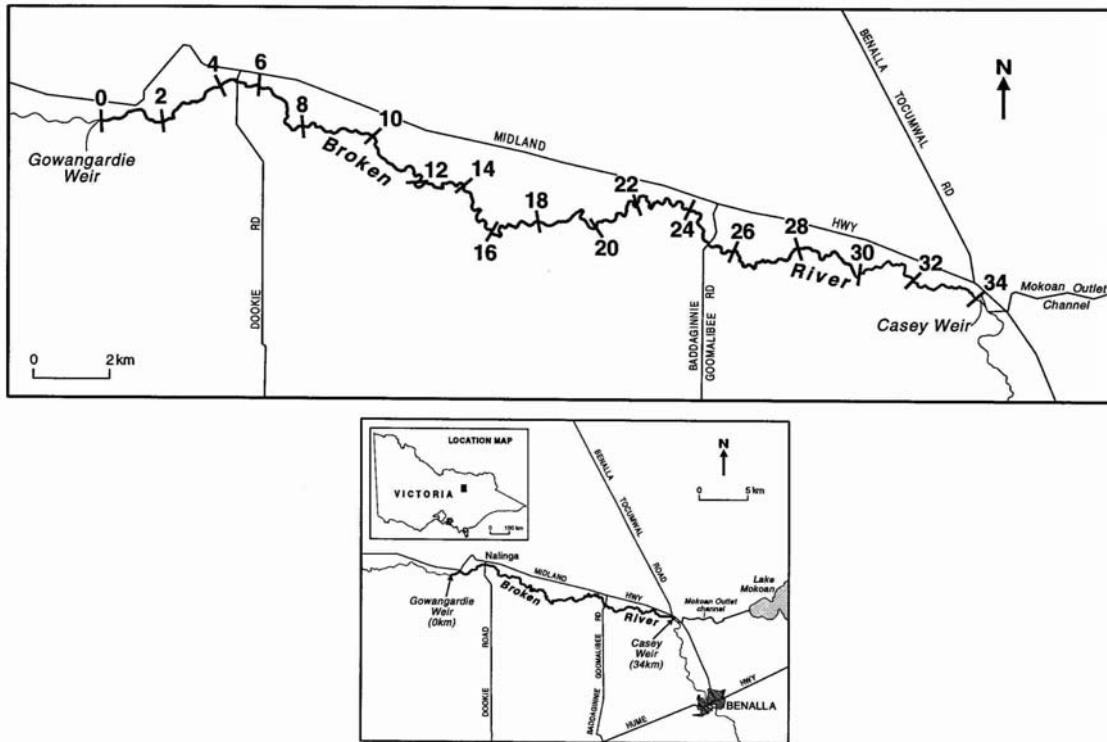 0
2
4
6
8
10
12
14
16
18
20
22
24
26
28
30
32
34
Gowangardie
Weir
Broken
River
MIDLAND
HWY
DOOKIE
RD
BADDAGINNIE
GOOMALIBEE RD
BENALLA
TOCUMWAL
RD
N
Casey Weir
Mokoan Outlet
Channel
0 2 km
LOCATION MAP
VICTORIA
0 100 km
N
0 5 km
BENALLA
TOCUMWAL
ROAD
Nalinga
MIDLAND
HWY
Gowangardie
Weir
(0km)
Broken
River
Casey
Weir
(34km)
Mokoan Outlet
channel
Lake
Mokoan
DOOKIE
ROAD
BADDAGINNIE
GOOMALIBEE RD
HUME
HWY
BENALLA